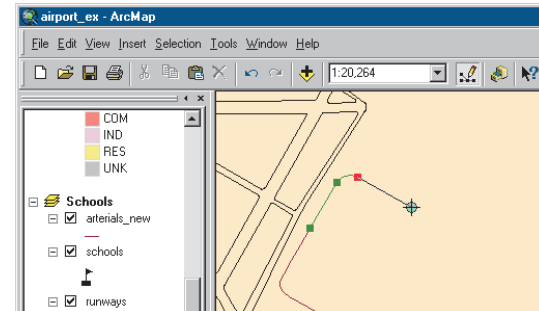 airport_ex - ArcMap
File Edit View Insert Selection Tools Window Help
1:20,264
COM
IND
RES
UNK
Schools
arterials_new
schools
runways